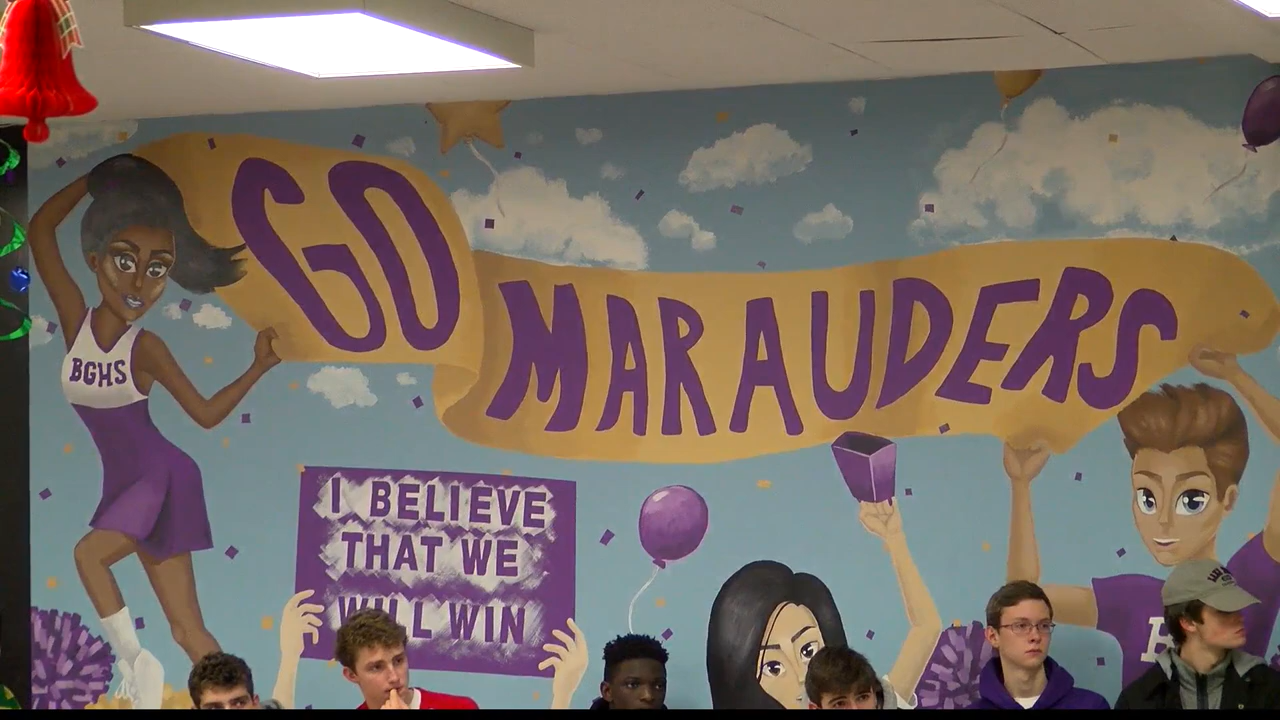 GO
MARAUDERS
BGHS
I BELIEVE
THAT WE
WILL WIN